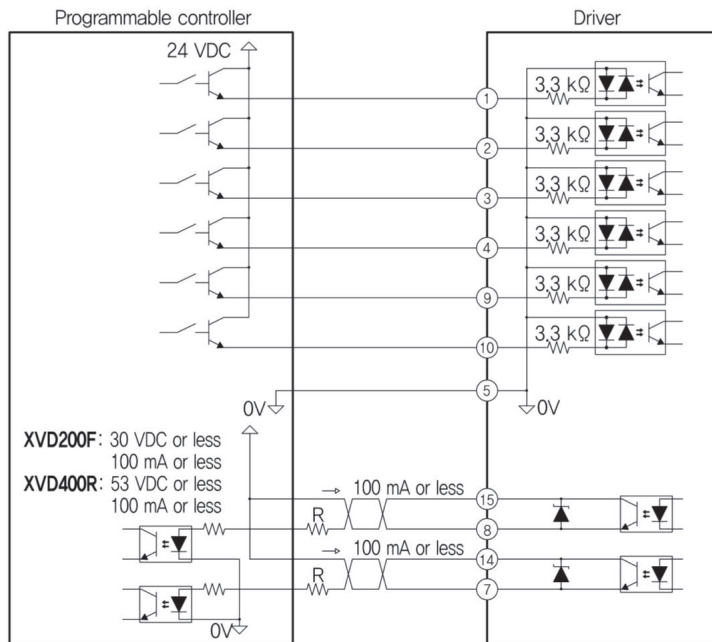 Programmable controller
Driver
24 VDC
3.3 kΩ
1
3.3 kΩ
2
3.3 kΩ
3
3.3 kΩ
4
3.3 kΩ
9
3.3 kΩ
10
5
0V
0V
XVD200F: 30 VDC or less
100 mA or less
XVD400R: 53 VDC or less
100 mA or less
→ 100 mA or less
15
R
8
→ 100 mA or less
14
R
7
0V